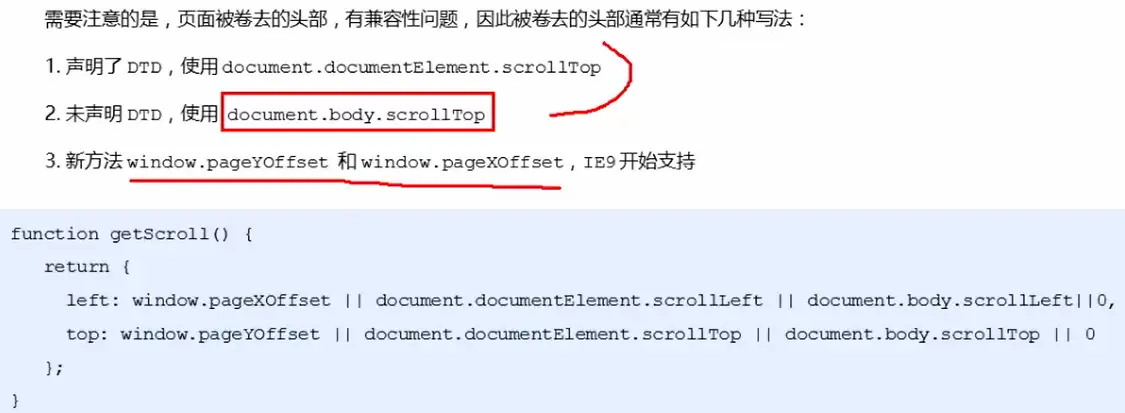 需要注意的是，页面被卷去的头部，有兼容性问题，因此被卷去的头部通常有如下几种写法：
1. 声明了 DTD，使用 document.documentElement.scrollTop
2. 未声明 DTD，使用 document.body.scrollTop
3. 新方法 window.pageYOffset 和 window.pageXOffset，IE9 开始支持
function getScroll() {
   return {
     left: window.pageXOffset || document.documentElement.scrollLeft || document.body.scrollLeft||0,
     top: window.pageYOffset || document.documentElement.scrollTop || document.body.scrollTop || 0
   };
}